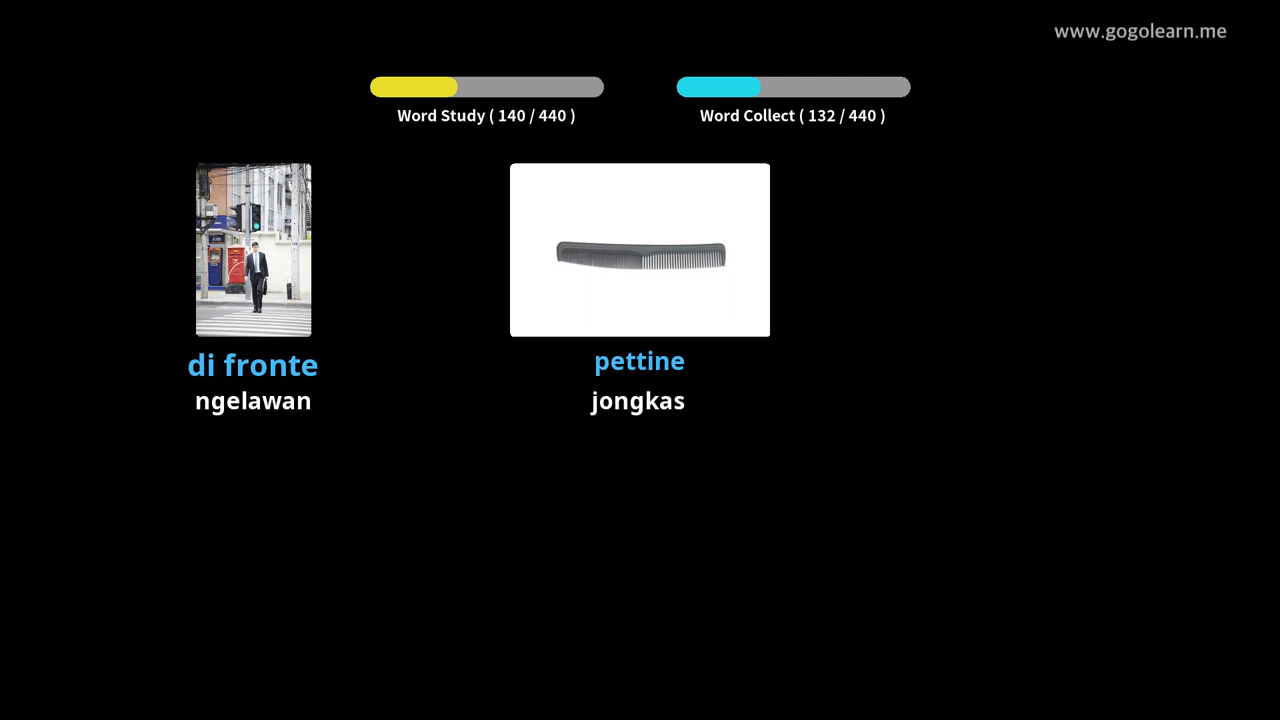 www.gogolearn.me
Word Study ( 140 / 440 )
Word Collect ( 132 / 440 )
di fronte
ngelawan
pettine
jongkas